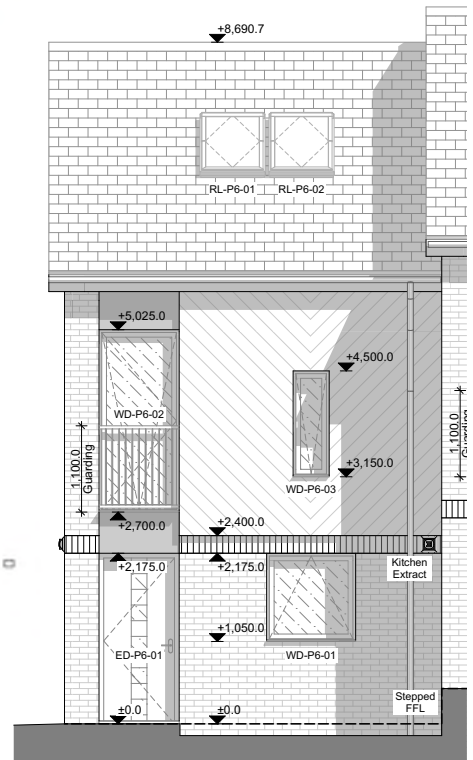 +8,690.7
RL-P6-01 RL-P6-02
+5,025.0
+4,500.0
WD-P6-02
1,100.0
Guarding
1,100.0
Guarding
+3,150.0
WD-P6-03
+2,700.0
+2,400.0
+2,175.0
+2,175.0
Kitchen
Extract
+1,050.0
ED-P6-01
WD-P6-01
Stepped
FFL
±0.0
±0.0